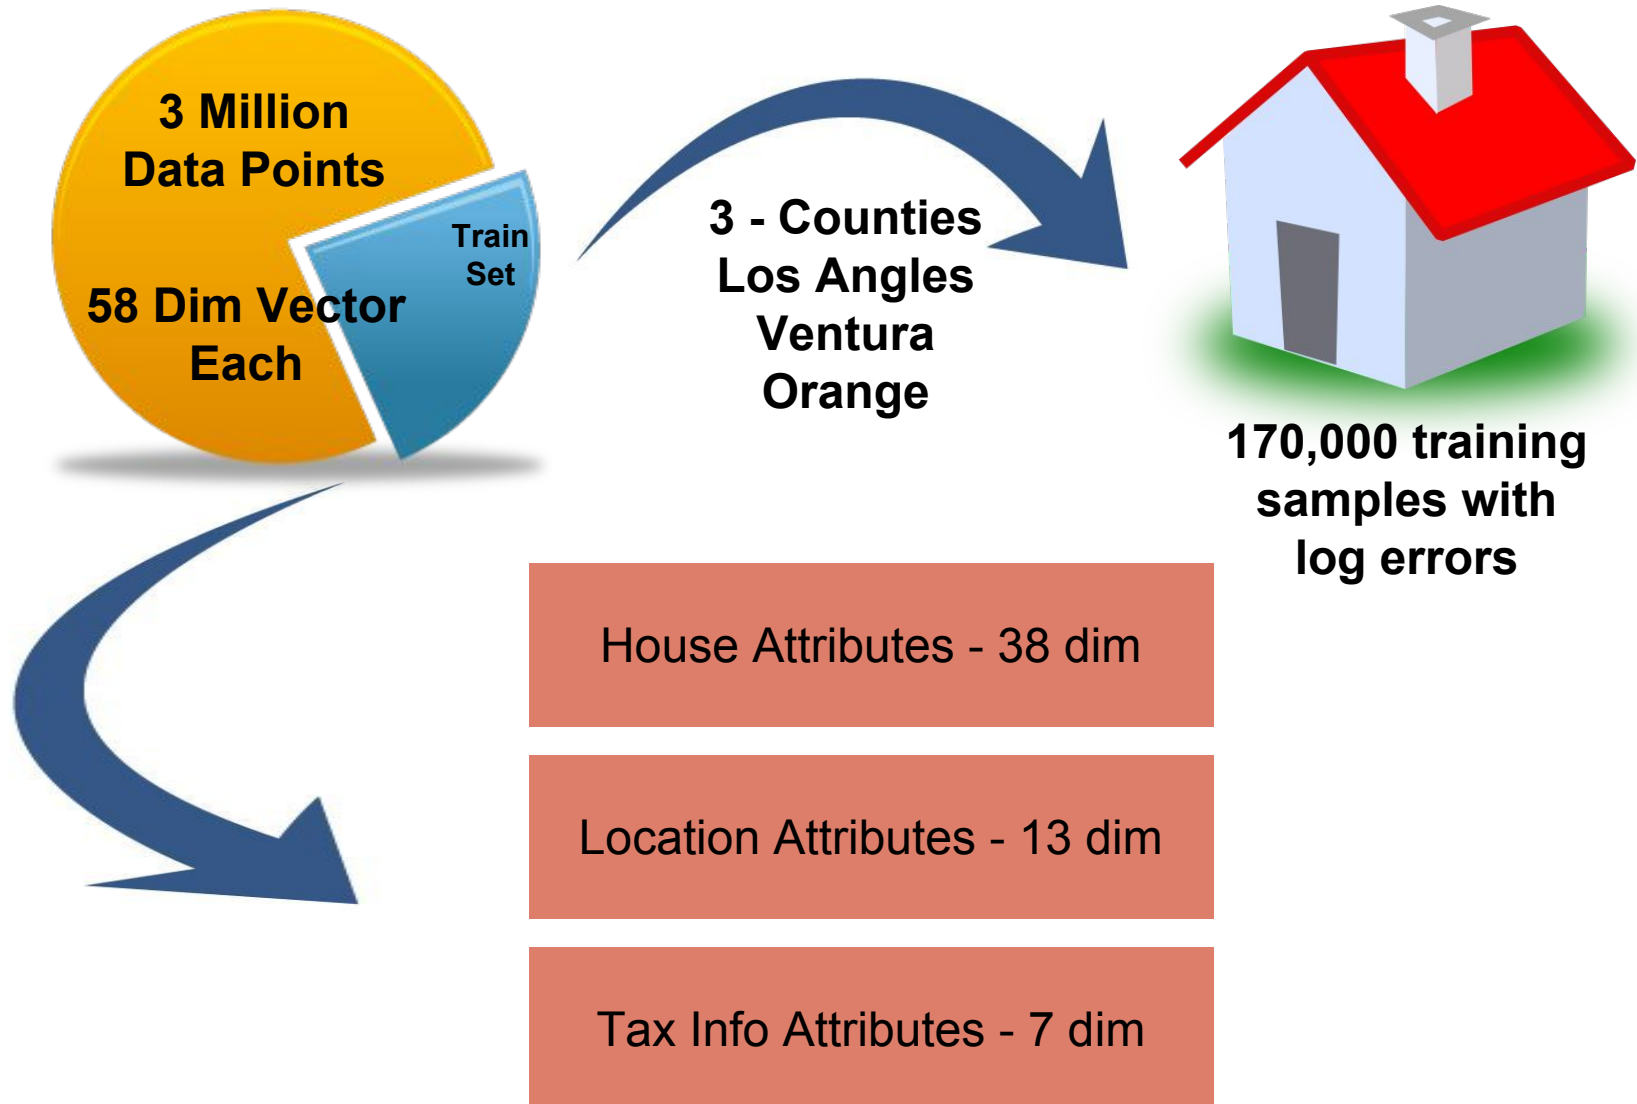 3 Million
Data Points
58 Dim Vector
Each
Train
Set
3 - Counties
Los Angles
Ventura
Orange
170,000 training
samples with
log errors
House Attributes - 38 dim
Location Attributes - 13 dim
Tax Info Attributes - 7 dim